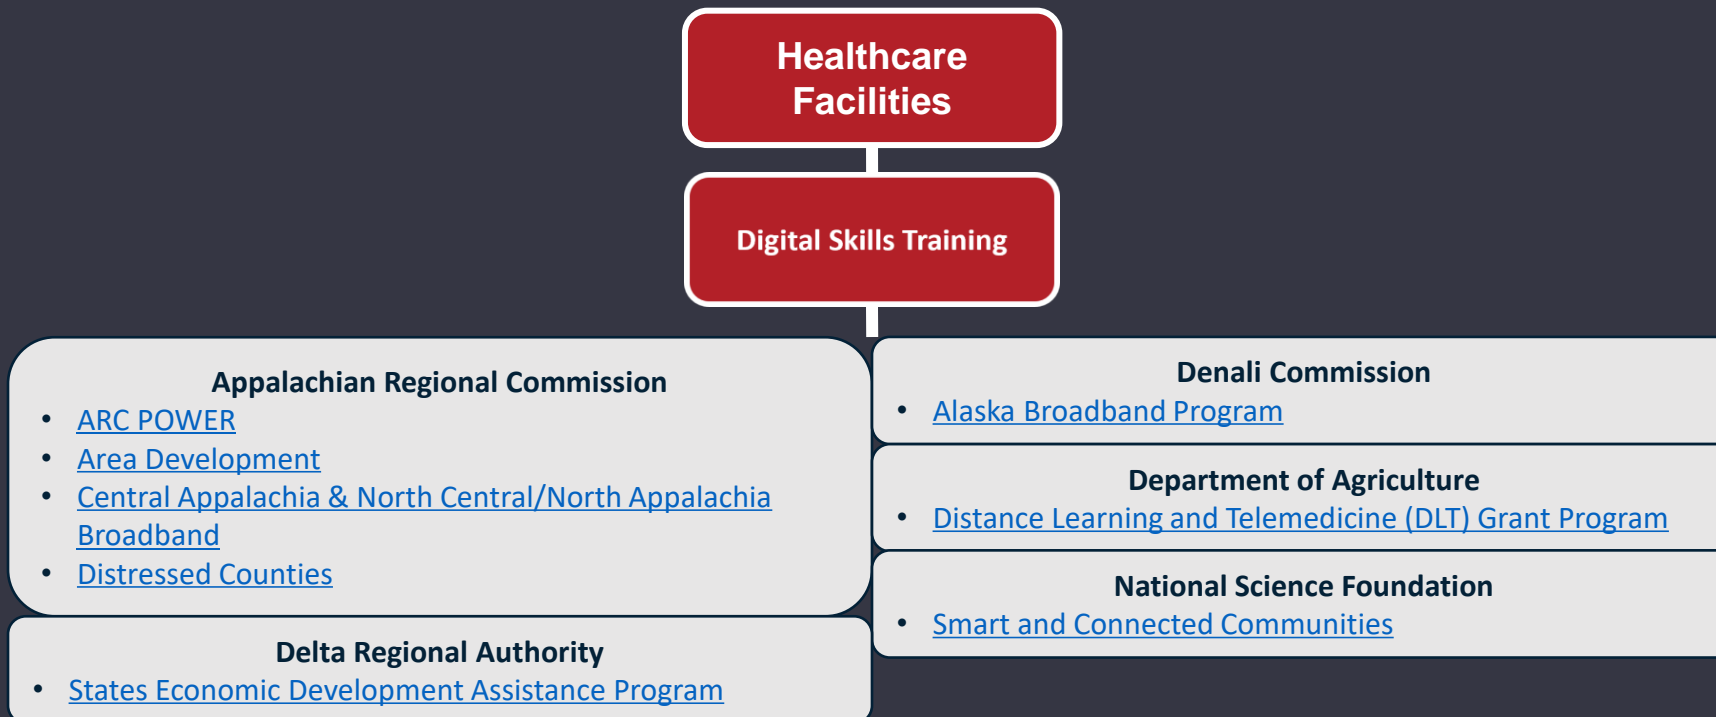 Healthcare
Facilities
Digital Skills Training
Appalachian Regional Commission
• ARC POWER
• Area Development
• Central Appalachia & North Central/North Appalachia
Broadband
• Distressed Counties
Delta Regional Authority
• States Economic Development Assistance Program
Denali Commission
• Alaska Broadband Program
Department of Agriculture
• Distance Learning and Telemedicine (DLT) Grant Program
National Science Foundation
• Smart and Connected Communities